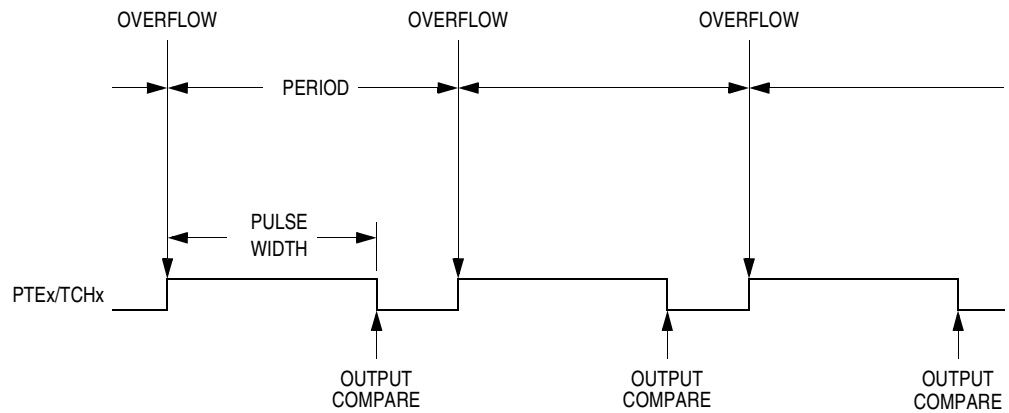 OVERFLOW
OVERFLOW
OVERFLOW
PERIOD
PULSE
WIDTH
PTEx/TCHx
OUTPUT
COMPARE
OUTPUT
COMPARE
OUTPUT
COMPARE